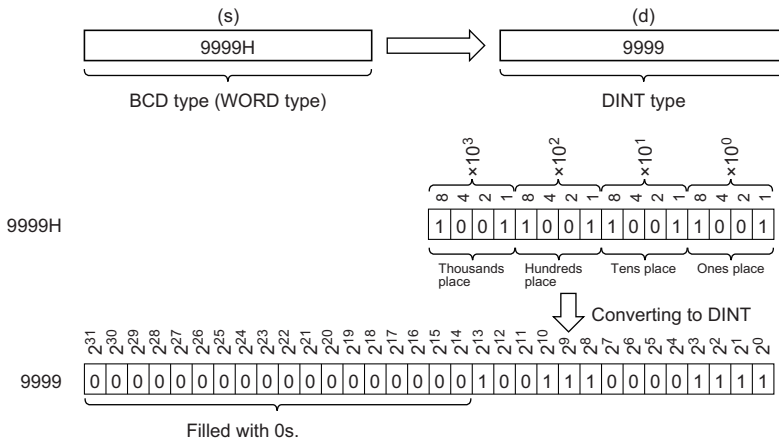 (s) (d)
9999H 9999
BCD type (WORD type) DINT type
×10³ ×10² ×10¹ ×10⁰
8 4 2 1 8 4 2 1 8 4 2 1 8 4 2 1
9999H 1 0 0 1 1 0 0 1 1 0 0 1 1 0 0 1
Thousands place Hundreds place Tens place Ones place
Converting to DINT
2³¹ 2³⁰ 2²⁹ 2²⁸ 2²⁷ 2²⁶ 2²⁵ 2²⁴ 2²³ 2²² 2²¹ 2²⁰ 2¹⁹ 2¹⁸ 2¹⁷ 2¹⁶ 2¹⁵ 2¹⁴ 2¹³ 2¹² 2¹¹ 2¹⁰ 2⁹ 2⁸ 2⁷ 2⁶ 2⁵ 2⁴ 2³ 2² 2¹ 2⁰
9999 0 0 0 0 0 0 0 0 0 0 0 0 0 0 0 0 0 0 1 0 0 1 1 1 0 0 0 0 1 1 1 1
Filled with 0s.